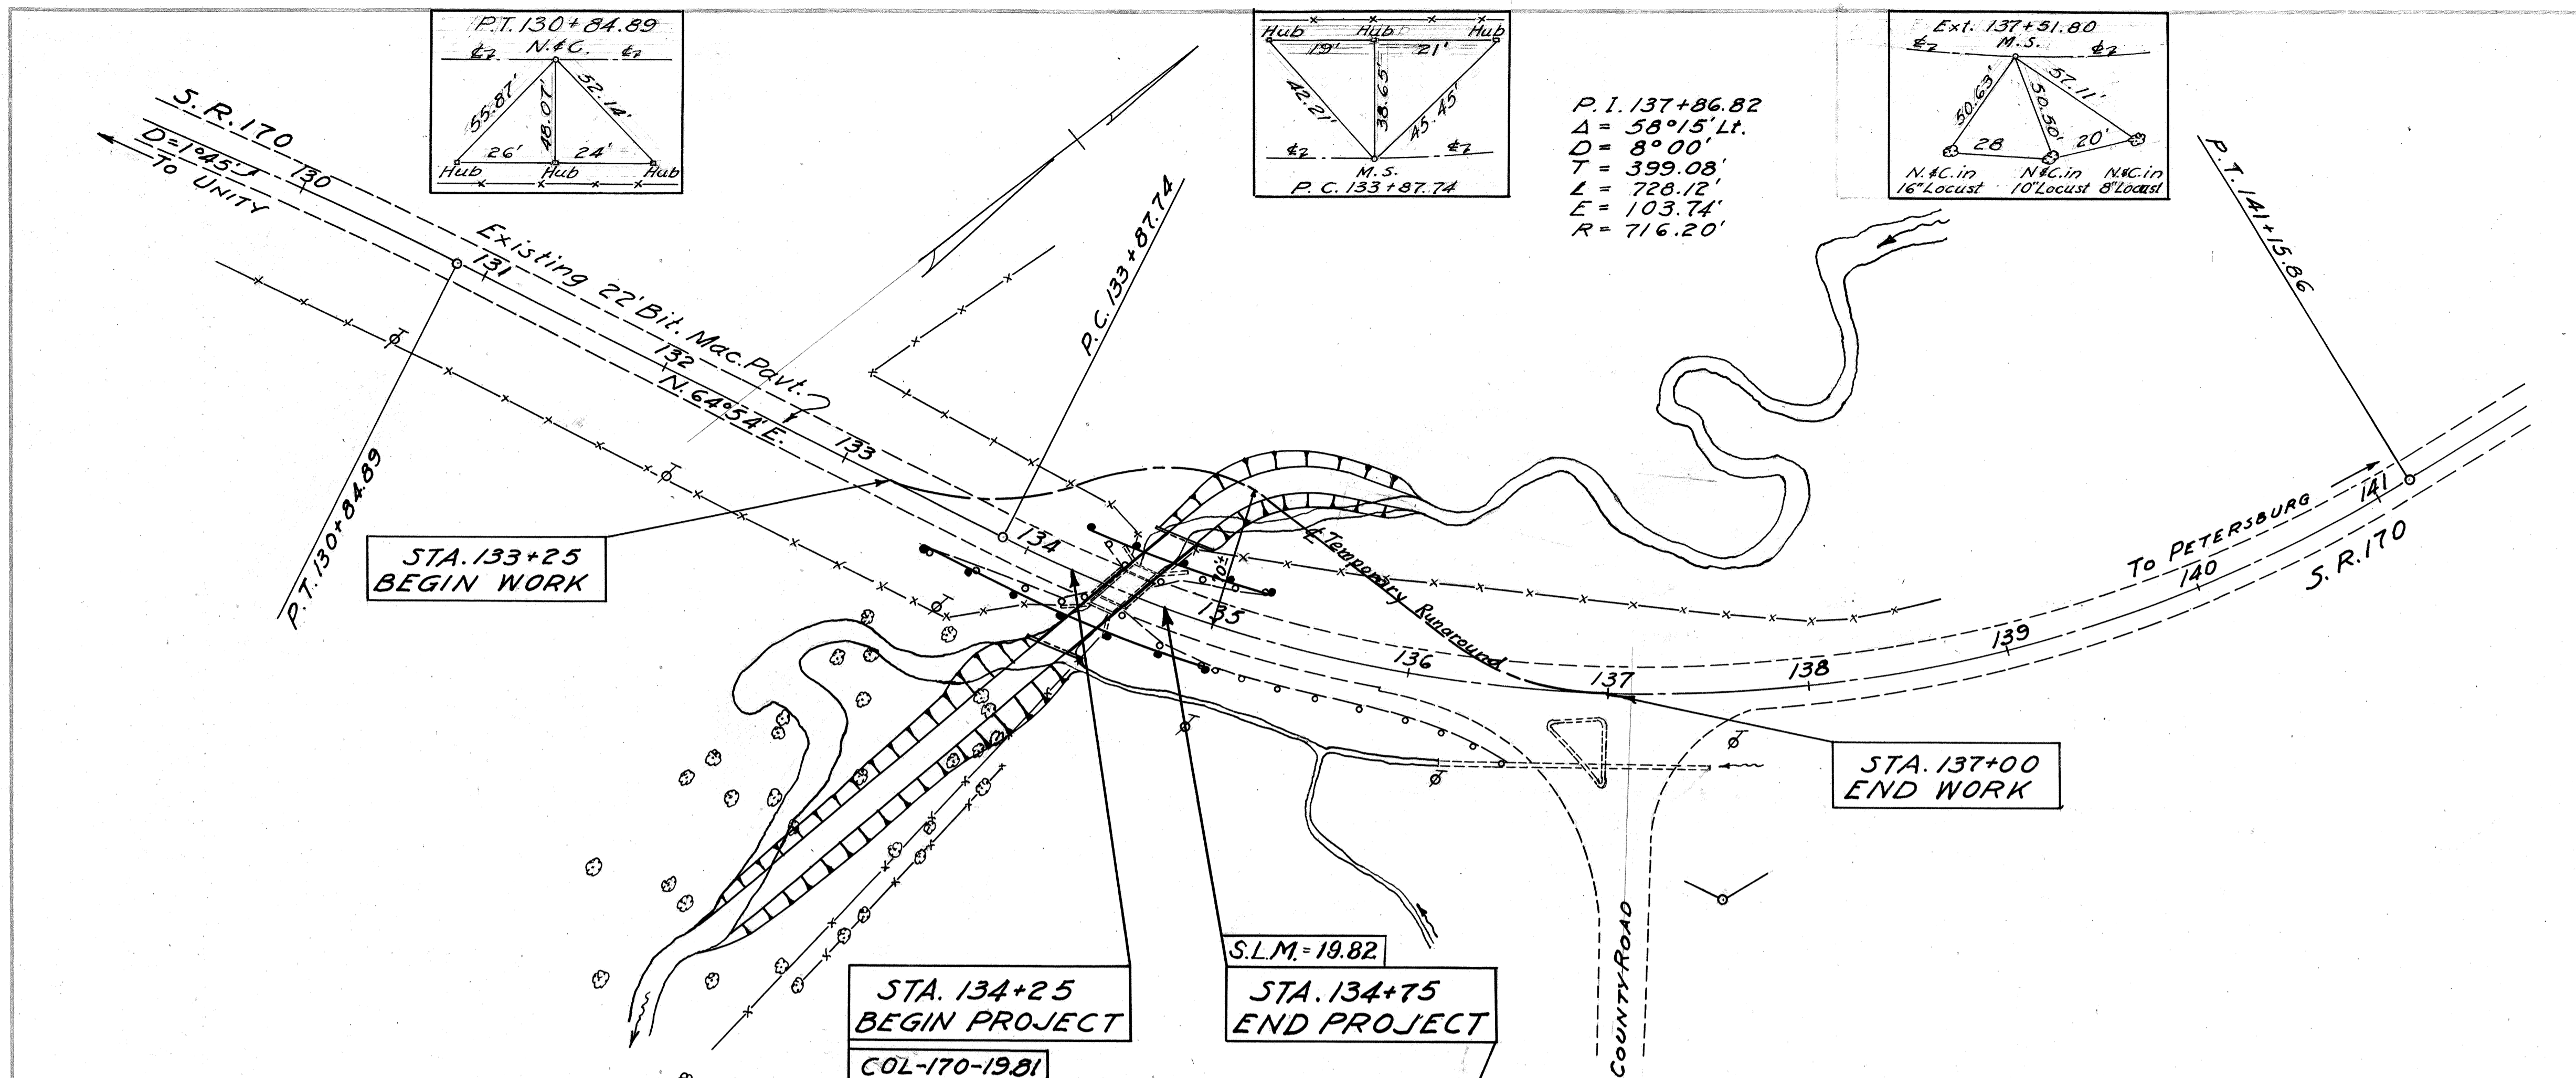 P.T. 130+84.89
N.&C.
℄ ℄
55.87'
48.07'
52.14'
26' 24'
Hub Hub Hub
Hub Hub Hub
19' 21'
42.21'
38.65'
45.45'
℄ ℄
M.S.
P.C. 133+87.74
P.I. 137+86.82
Δ = 58°15' Lt.
D = 8°00'
T = 399.08'
L = 728.12'
E = 103.74'
R = 716.20'
Ext. 137+51.80
M.S.
℄ ℄
50.63'
50.50'
57.11'
28 20'
N.&C. in N&C. in N.&C. in
16" Locust 10" Locust 8" Locust
S.R. 170
D=1°45'
TO UNITY
130
131
Existing 22' Bit. Mac. Pavt.
132
N. 64°54' E.
133
P.T. 130+84.89
P.C. 133+87.74
P.T. 141+15.86
STA. 133+25
BEGIN WORK
134
70'±
135
℄ Temporary Runaround
136
137
138
139
140
141
TO PETERSBURG
S.R. 170
STA. 137+00
END WORK
COUNTY ROAD
S.L.M. = 19.82
STA. 134+25
BEGIN PROJECT
STA. 134+75
END PROJECT
COL-170-19.81